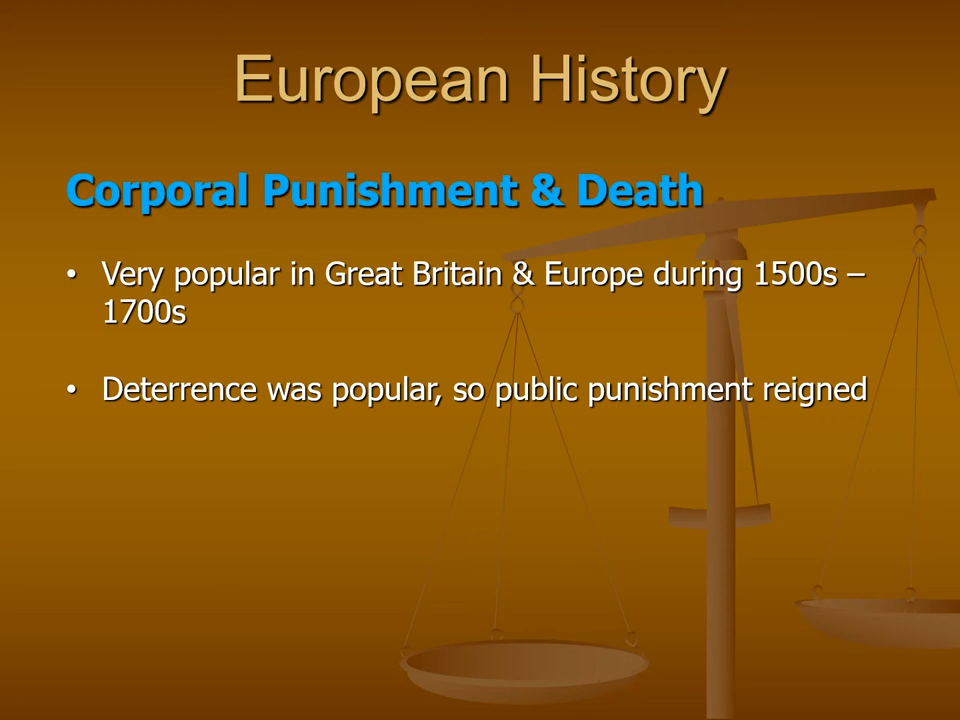 European History
Corporal Punishment & Death
• Very popular in Great Britain & Europe during 1500s –
1700s
• Deterrence was popular, so public punishment reigned